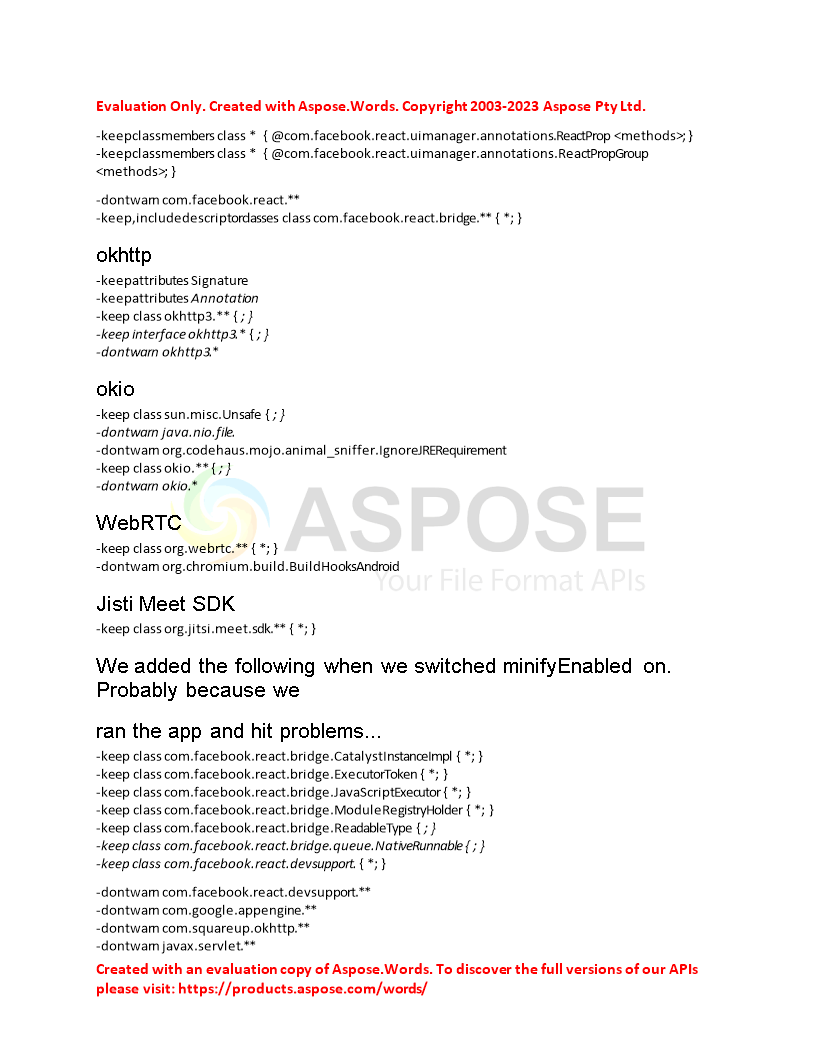 Evaluation Only. Created with Aspose.Words. Copyright 2003-2023 Aspose Pty Ltd.
-keepclassmembers class * { @com.facebook.react.uimanager.annotations.ReactProp <methods>; }
-keepclassmembers class * { @com.facebook.react.uimanager.annotations.ReactPropGroup
<methods>; }
-dontwarn com.facebook.react.**
-keep,includedescriptorclasses class com.facebook.react.bridge.** { *; }
okhttp
-keepattributes Signature
-keepattributes Annotation
-keep class okhttp3.** { ; }
-keep interface okhttp3.* { ; }
-dontwarn okhttp3.*
okio
-keep class sun.misc.Unsafe { ; }
-dontwarn java.nio.file.
-dontwarn org.codehaus.mojo.animal_sniffer.IgnoreJRERequirement
-keep class okio.** { ; }
-dontwarn okio.*
ASPOSE
WebRTC
-keep class org.webrtc.** { *; }
-dontwarn org.chromium.build.BuildHooksAndroid
Your File Format APIs
Jisti Meet SDK
-keep class org.jitsi.meet.sdk.** { *; }
We added the following when we switched minifyEnabled on.
Probably because we
ran the app and hit problems...
-keep class com.facebook.react.bridge.CatalystInstanceImpl { *; }
-keep class com.facebook.react.bridge.ExecutorToken { *; }
-keep class com.facebook.react.bridge.JavaScriptExecutor { *; }
-keep class com.facebook.react.bridge.ModuleRegistryHolder { *; }
-keep class com.facebook.react.bridge.ReadableType { ; }
-keep class com.facebook.react.bridge.queue.NativeRunnable { ; }
-keep class com.facebook.react.devsupport. { *; }
-dontwarn com.facebook.react.devsupport.**
-dontwarn com.google.appengine.**
-dontwarn com.squareup.okhttp.**
-dontwarn javax.servlet.**
Created with an evaluation copy of Aspose.Words. To discover the full versions of our APIs
please visit: https://products.aspose.com/words/